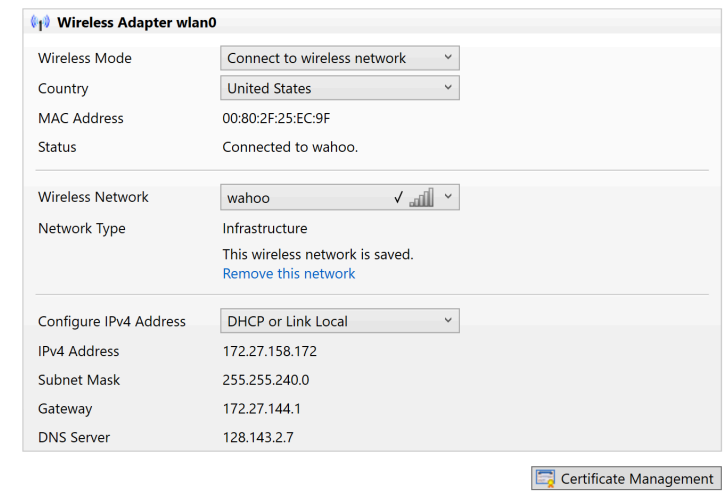 Wireless Adapter wlan0
Wireless Mode Connect to wireless network
Country United States
MAC Address 00:80:2F:25:EC:9F
Status Connected to wahoo.
Wireless Network wahoo ✓
Network Type Infrastructure
This wireless network is saved.
Remove this network
Configure IPv4 Address DHCP or Link Local
IPv4 Address 172.27.158.172
Subnet Mask 255.255.240.0
Gateway 172.27.144.1
DNS Server 128.143.2.7
Certificate Management